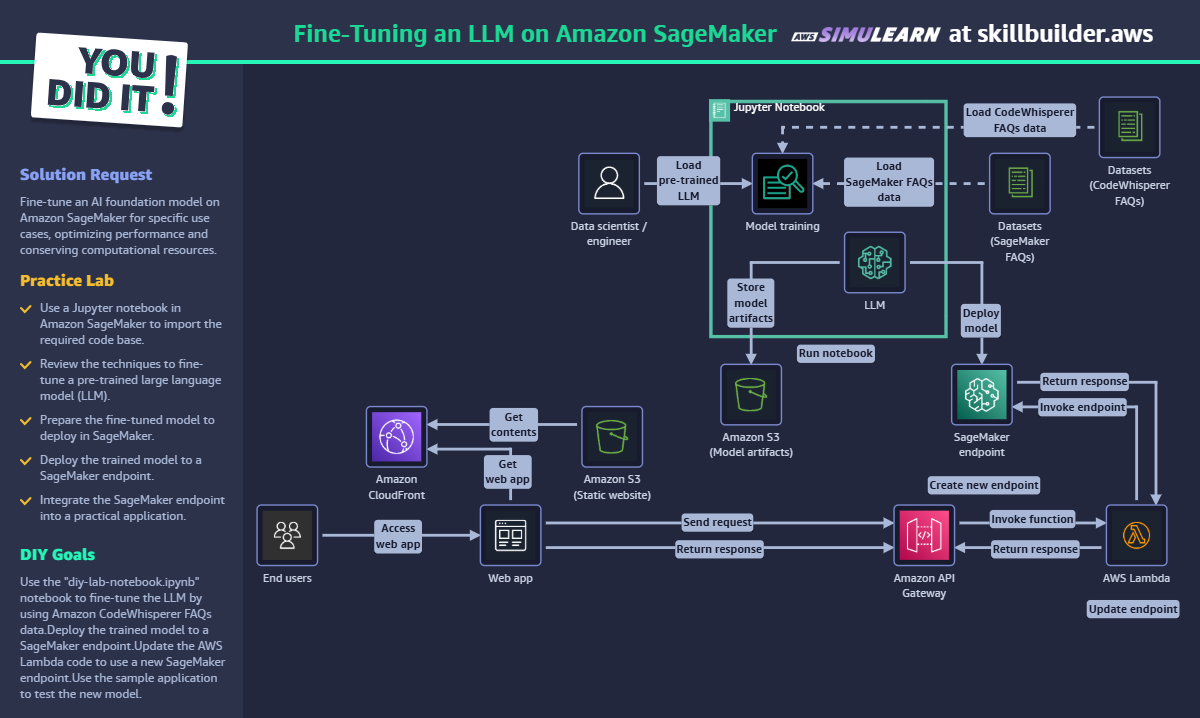 Fine-Tuning an LLM on Amazon SageMaker aws SIMULEARN at skillbuilder.aws
YOU
DID IT!
Solution Request
Fine-tune an AI foundation model on
Amazon SageMaker for specific use
cases, optimizing performance and
conserving computational resources.
Practice Lab
Use a Jupyter notebook in
Amazon SageMaker to import the
required code base.
Review the techniques to fine-
tune a pre-trained large language
model (LLM).
Prepare the fine-tuned model to
deploy in SageMaker.
Deploy the trained model to a
SageMaker endpoint.
Integrate the SageMaker endpoint
into a practical application.
DIY Goals
Use the "diy-lab-notebook.ipynb"
notebook to fine-tune the LLM by
using Amazon CodeWhisperer FAQs
data.Deploy the trained model to a
SageMaker endpoint.Update the AWS
Lambda code to use a new SageMaker
endpoint.Use the sample application
to test the new model.
Jupyter Notebook
Load CodeWhisperer
FAQs data
Datasets
(CodeWhisperer
FAQs)
Data scientist /
engineer
Load
pre-trained
LLM
Model training
Load
SageMaker FAQs
data
Datasets
(SageMaker
FAQs)
LLM
Store
model
artifacts
Deploy
model
Run notebook
Amazon S3
(Model artifacts)
SageMaker
endpoint
Return response
Invoke endpoint
Amazon
CloudFront
Get
contents
Get
web app
Amazon S3
(Static website)
Create new endpoint
End users
Access
web app
Web app
Send request
Return response
Amazon API
Gateway
Invoke function
Return response
AWS Lambda
Update endpoint